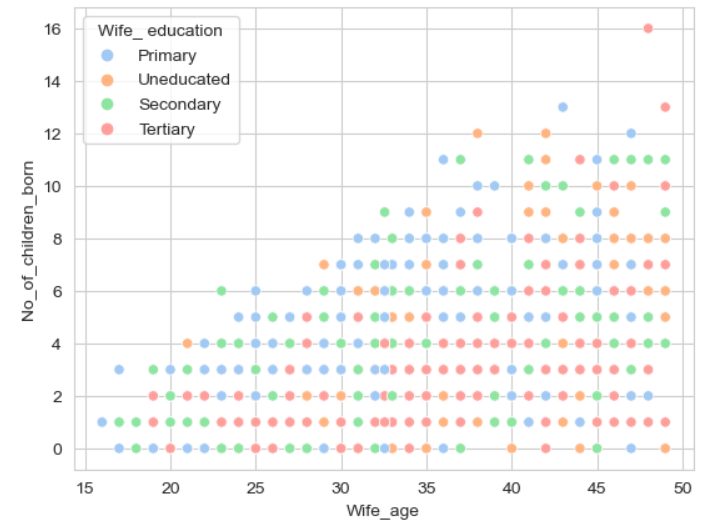 Wife_ education
Primary
Uneducated
Secondary
Tertiary
No_of_children_born
16
14
12
10
8
6
4
2
0
15 20 25 30 35 40 45 50
Wife_age